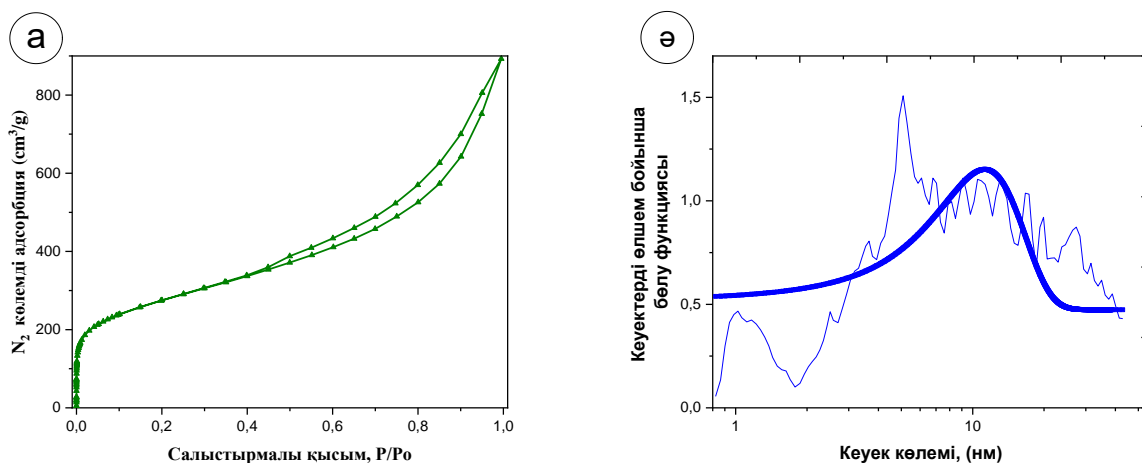 а
N₂ көлемді адсорбция (cm³/g)
800
600
400
200
0
0,0 0,2 0,4 0,6 0,8 1,0
Салыстырмалы қысым, P/Po
ә
Кеуектерді өлшем бойынша
бөлу функциясы
1,5
1,0
0,5
0,0
1 10
Кеуек көлемі, (нм)